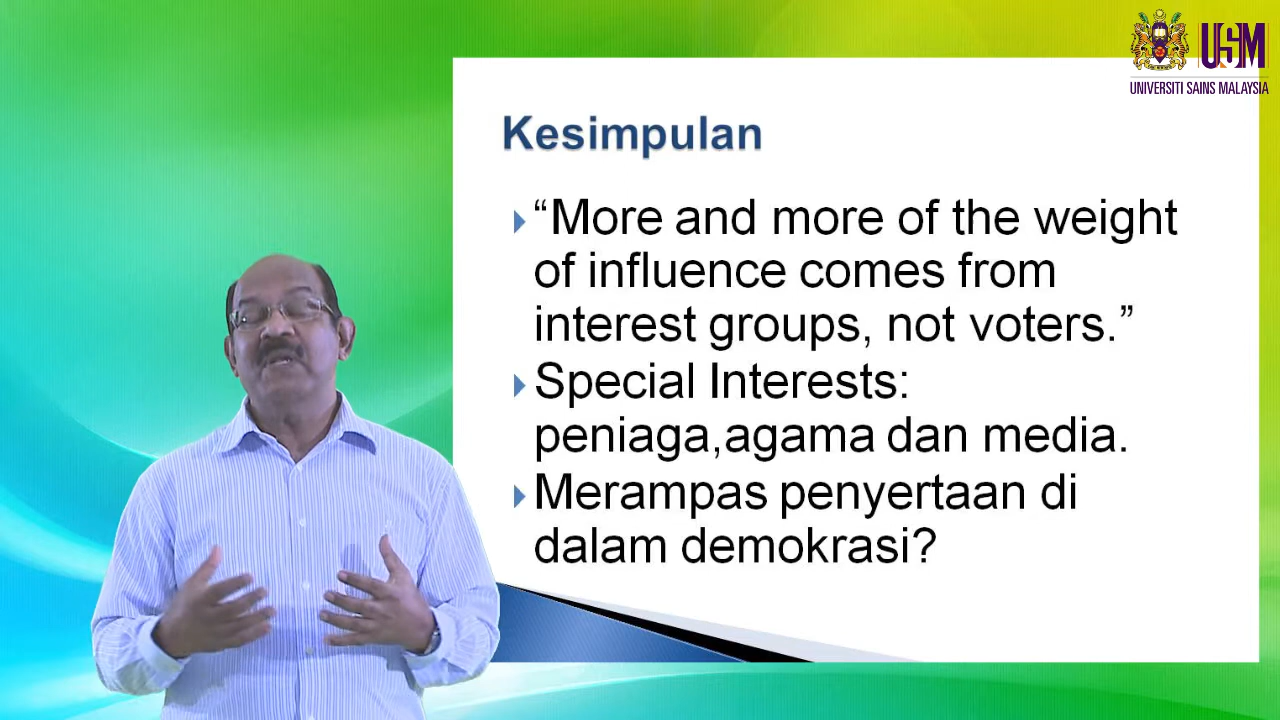 USM
UNIVERSITI SAINS MALAYSIA
Kesimpulan
“More and more of the weight
of influence comes from
interest groups, not voters.”
Special Interests:
peniaga,agama dan media.
Merampas penyertaan di
dalam demokrasi?